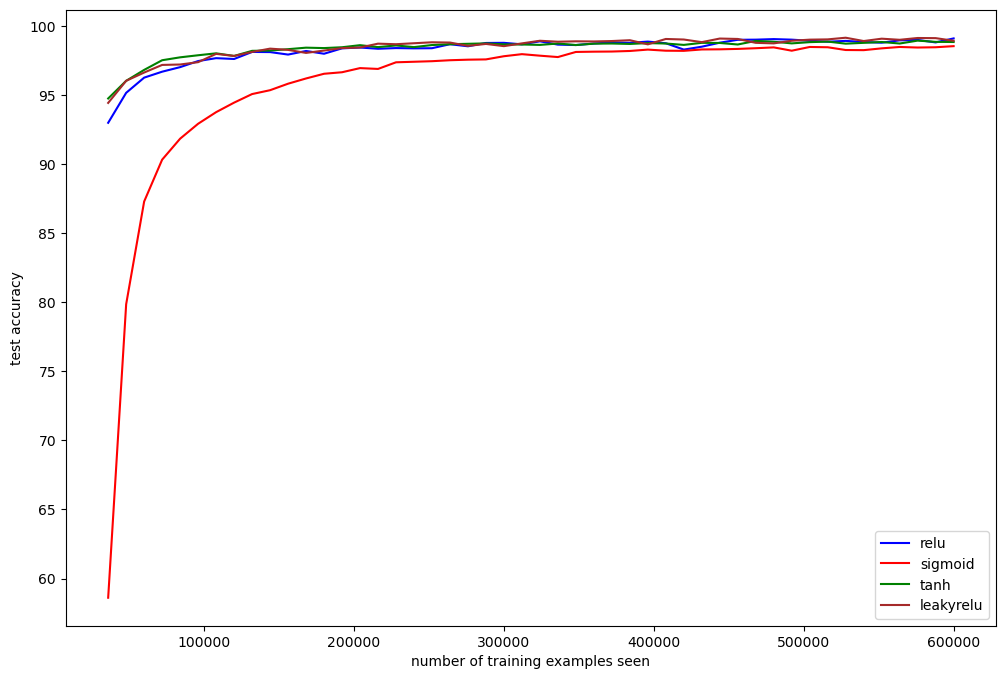 100
95
90
85
80
75
70
65
60
test accuracy
100000 200000 300000 400000 500000 600000
number of training examples seen
relu
sigmoid
tanh
leakyrelu